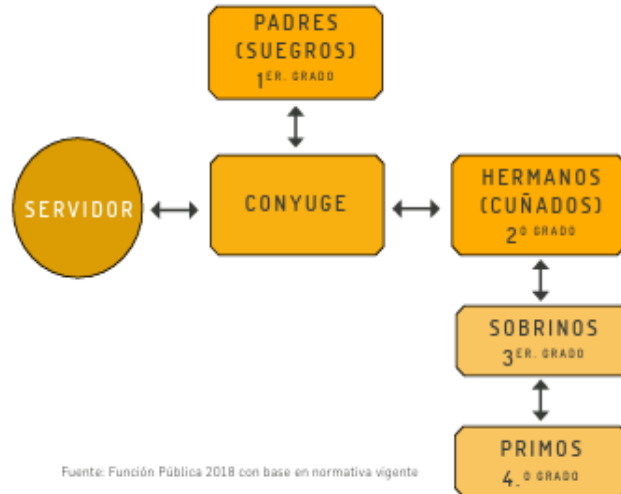 PADRES
(SUEGROS)
1ER. GRADO
SERVIDOR
CONYUGE
HERMANOS
(CUÑADOS)
2O GRADO
SOBRINOS
3ER. GRADO
PRIMOS
4.O GRADO
Fuente: Función Pública 2018 con base en normativa vigente